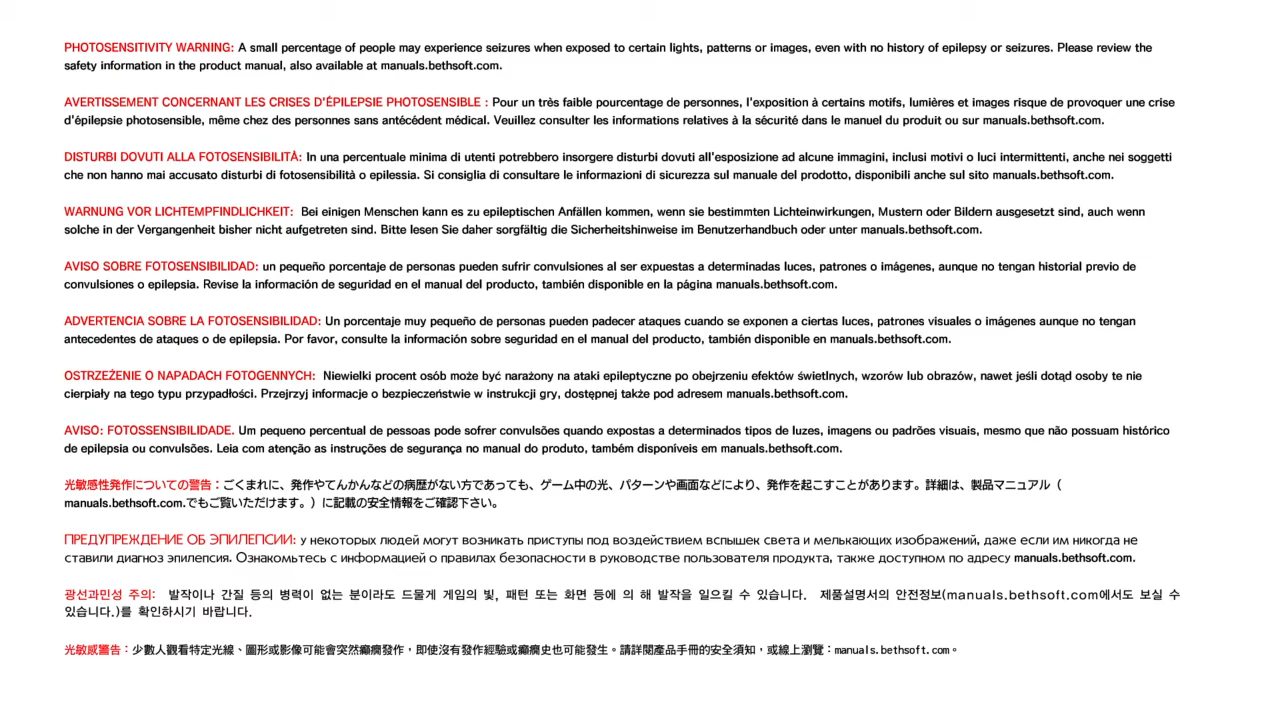 PHOTOSENSITIVITY WARNING: A small percentage of people may experience seizures when exposed to certain lights, patterns or images, even with no history of epilepsy or seizures. Please review the
safety information in the product manual, also available at manuals.bethsoft.com.
AVERTISSEMENT CONCERNANT LES CRISES D'ÉPILEPSIE PHOTOSENSIBLE : Pour un très faible pourcentage de personnes, l'exposition à certains motifs, lumières et images risque de provoquer une crise
d'épilepsie photosensible, même chez des personnes sans antécédent médical. Veuillez consulter les informations relatives à la sécurité dans le manuel du produit ou sur manuals.bethsoft.com.
DISTURBI DOVUTI ALLA FOTOSENSIBILITÀ: In una percentuale minima di utenti potrebbero insorgere disturbi dovuti all'esposizione ad alcune immagini, inclusi motivi o luci intermittenti, anche nei soggetti
che non hanno mai accusato disturbi di fotosensibilità o epilessia. Si consiglia di consultare le informazioni di sicurezza sul manuale del prodotto, disponibili anche sul sito manuals.bethsoft.com.
WARNUNG VOR LICHTEMPFINDLICHKEIT: Bei einigen Menschen kann es zu epileptischen Anfällen kommen, wenn sie bestimmten Lichteinwirkungen, Mustern oder Bildern ausgesetzt sind, auch wenn
solche in der Vergangenheit bisher nicht aufgetreten sind. Bitte lesen Sie daher sorgfältig die Sicherheitshinweise im Benutzerhandbuch oder unter manuals.bethsoft.com.
AVISO SOBRE FOTOSENSIBILIDAD: un pequeño porcentaje de personas pueden sufrir convulsiones al ser expuestas a determinadas luces, patrones o imágenes, aunque no tengan historial previo de
convulsiones o epilepsia. Revise la información de seguridad en el manual del producto, también disponible en la página manuals.bethsoft.com.
ADVERTENCIA SOBRE LA FOTOSENSIBILIDAD: Un porcentaje muy pequeño de personas pueden padecer ataques cuando se exponen a ciertas luces, patrones visuales o imágenes aunque no tengan
antecedentes de ataques o de epilepsia. Por favor, consulte la información sobre seguridad en el manual del producto, también disponible en manuals.bethsoft.com.
OSTRZEŻENIE O NAPADACH FOTOGENNYCH: Niewielki procent osób może być narażony na ataki epileptyczne po obejrzeniu efektów świetlnych, wzorów lub obrazów, nawet jeśli dotąd osoby te nie
cierpiały na tego typu przypadłości. Przejrzyj informacje o bezpieczeństwie w instrukcji gry, dostępnej także pod adresem manuals.bethsoft.com.
AVISO: FOTOSSENSIBILIDADE. Um pequeno percentual de pessoas pode sofrer convulsões quando expostas a determinados tipos de luzes, imagens ou padrões visuais, mesmo que não possuam histórico
de epilepsia ou convulsões. Leia com atenção as instruções de segurança no manual do produto, também disponíveis em manuals.bethsoft.com.
光敏感性発作についての警告：ごくまれに、発作やてんかんなどの病歴がない方であっても、ゲーム中の光、パターンや画面などにより、発作を起こすことがあります。詳細は、製品マニュアル（
manuals.bethsoft.com.でもご覧いただけます。）に記載の安全情報をご確認下さい。
ПРЕДУПРЕЖДЕНИЕ ОБ ЭПИЛЕПСИИ: у некоторых людей могут возникать приступы под воздействием вспышек света и мелькающих изображений, даже если им никогда не
ставили диагноз эпилепсия. Ознакомьтесь с информацией о правилах безопасности в руководстве пользователя продукта, также доступном по адресу manuals.bethsoft.com.
광선과민성 주의: 발작이나 간질 등의 병력이 없는 분이라도 드물게 게임의 빛, 패턴 또는 화면 등에 의 해 발작을 일으킬 수 있습니다. 제품설명서의 안전정보(manuals.bethsoft.com에서도 보실 수
있습니다.)를 확인하시기 바랍니다.
光敏感警告：少數人觀看特定光線、圖形或影像可能會突然癲癇發作，即使沒有發作經驗或癲癇史也可能發生。請詳閱產品手冊的安全須知，或線上瀏覽：manuals.bethsoft.com。